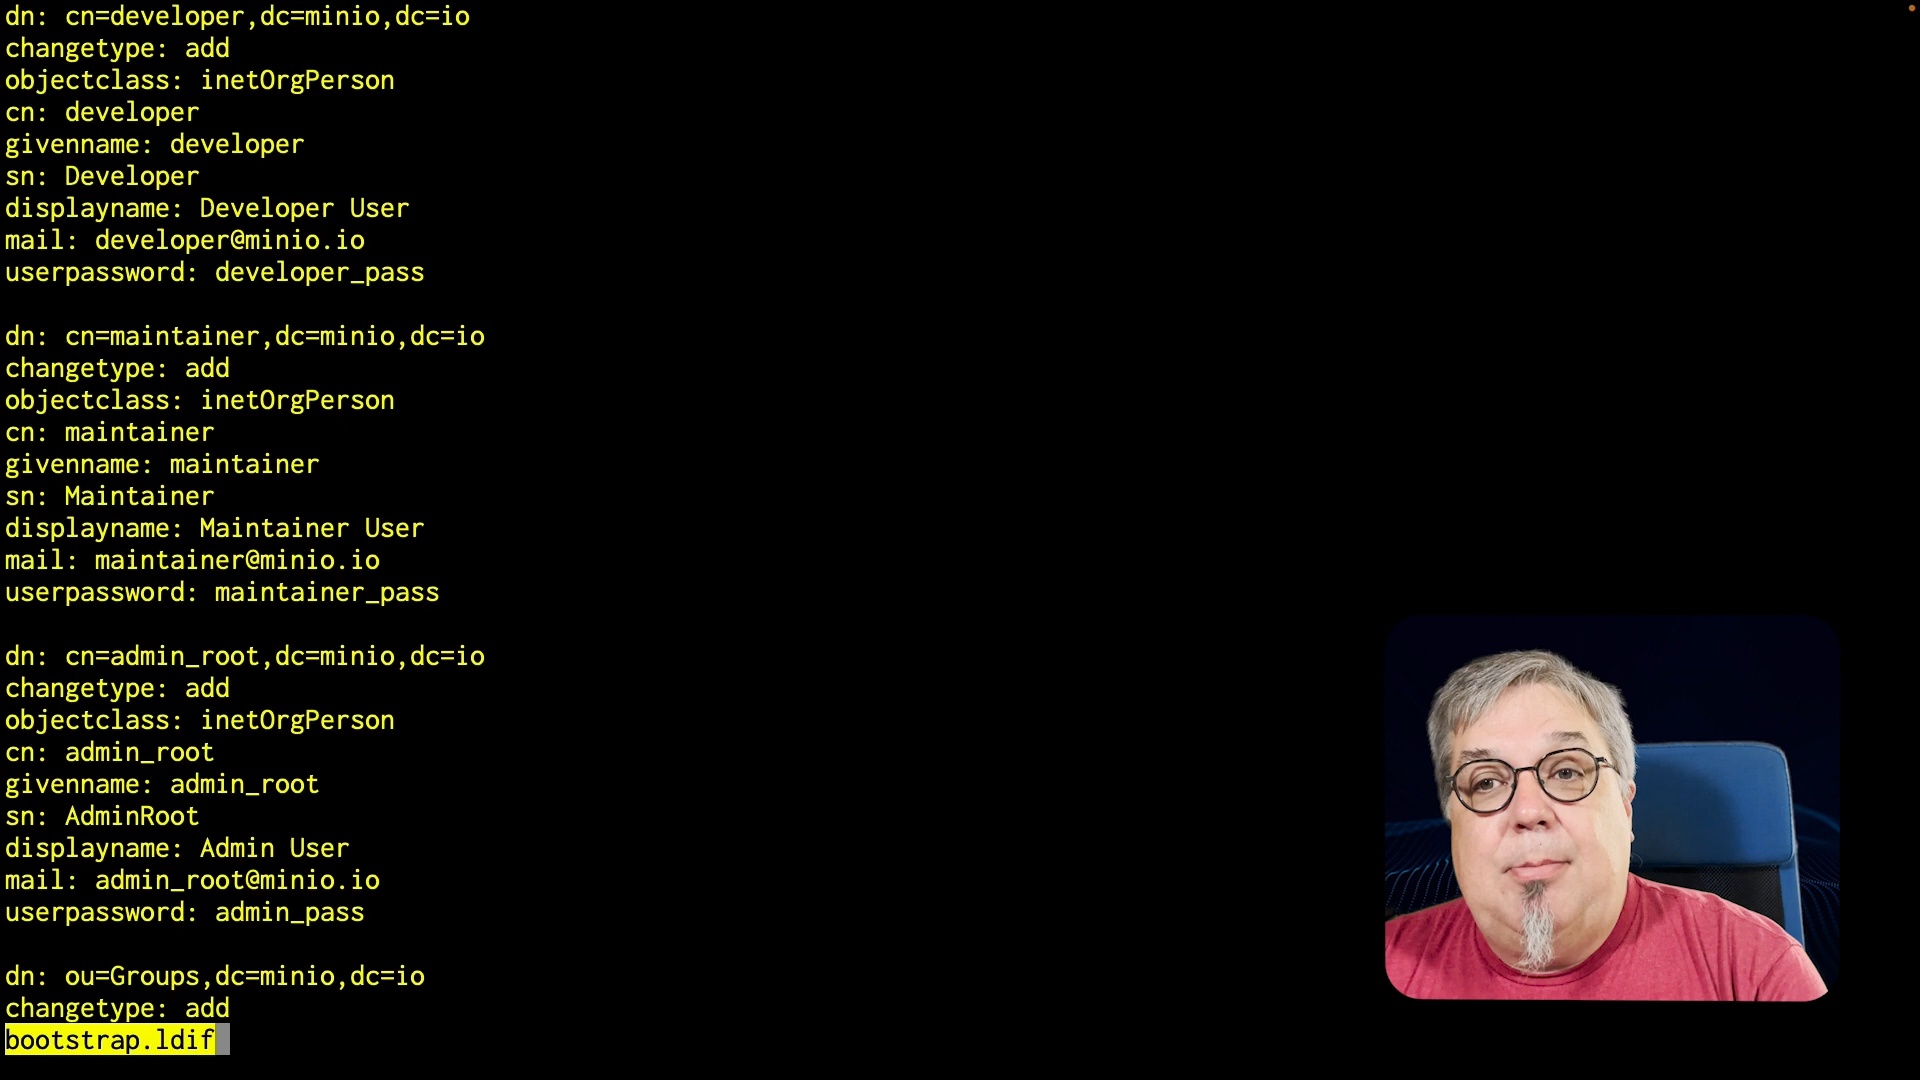 dn: cn=developer,dc=minio,dc=io
changetype: add
objectclass: inetOrgPerson
cn: developer
givenname: developer
sn: Developer
displayname: Developer User
mail: developer@minio.io
userpassword: developer_pass
dn: cn=maintainer,dc=minio,dc=io
changetype: add
objectclass: inetOrgPerson
cn: maintainer
givenname: maintainer
sn: Maintainer
displayname: Maintainer User
mail: maintainer@minio.io
userpassword: maintainer_pass
dn: cn=admin_root,dc=minio,dc=io
changetype: add
objectclass: inetOrgPerson
cn: admin_root
givenname: admin_root
sn: AdminRoot
displayname: Admin User
mail: admin_root@minio.io
userpassword: admin_pass
dn: ou=Groups,dc=minio,dc=io
changetype: add
bootstrap.ldif